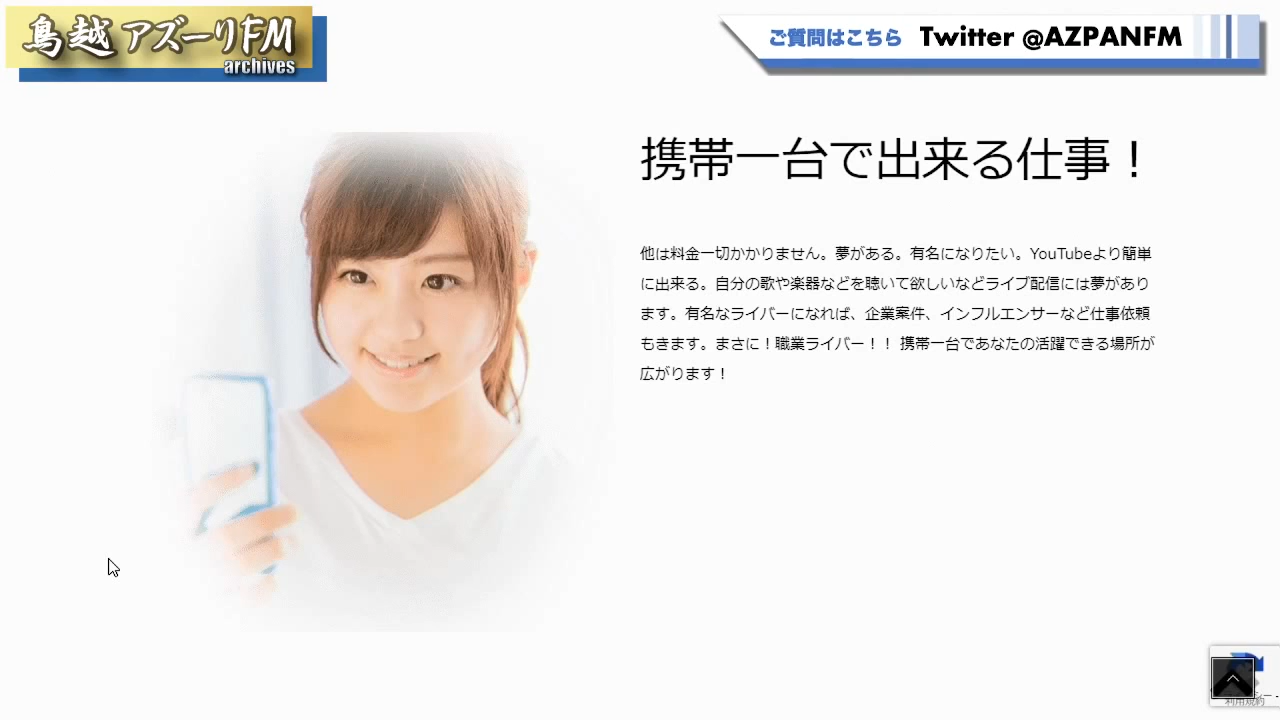 鳥越アズーリFM
archives
ご質問はこちら Twitter @AZPANFM
携帯一台で出来る仕事！
他は料金一切かかりません。夢がある。有名になりたい。YouTubeより簡単
に出来る。自分の歌や楽器などを聴いて欲しいなどライブ配信には夢があり
ます。有名なライバーになれば、企業案件、インフルエンサーなど仕事依頼
もきます。まさに！職業ライバー！！ 携帯一台であなたの活躍できる場所が
広がります！
利用規約